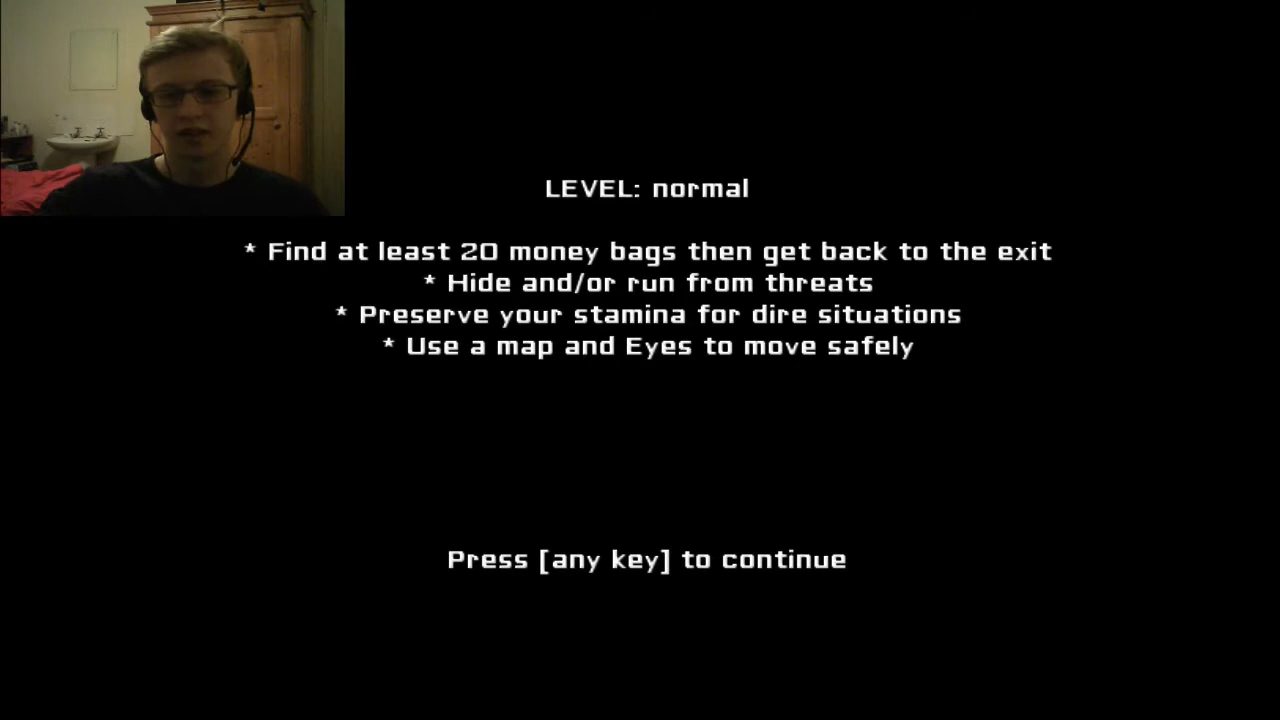 LEVEL: normal
* Find at least 20 money bags then get back to the exit
* Hide and/or run from threats
* Preserve your stamina for dire situations
* Use a map and Eyes to move safely
Press [any key] to continue